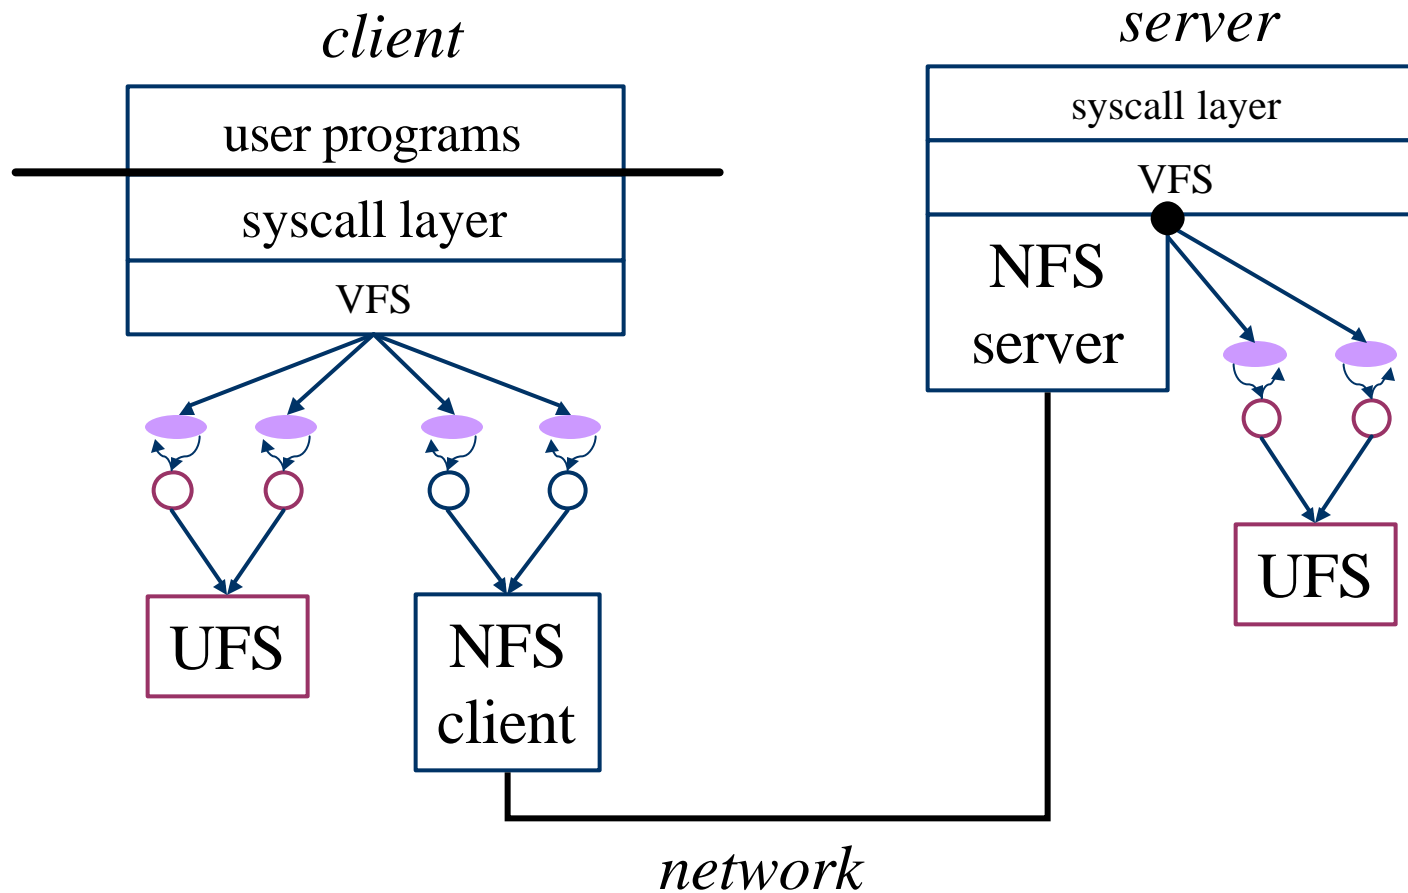 client
user programs
syscall layer
VFS
UFS
NFS
client
server
syscall layer
VFS
NFS
server
UFS
network